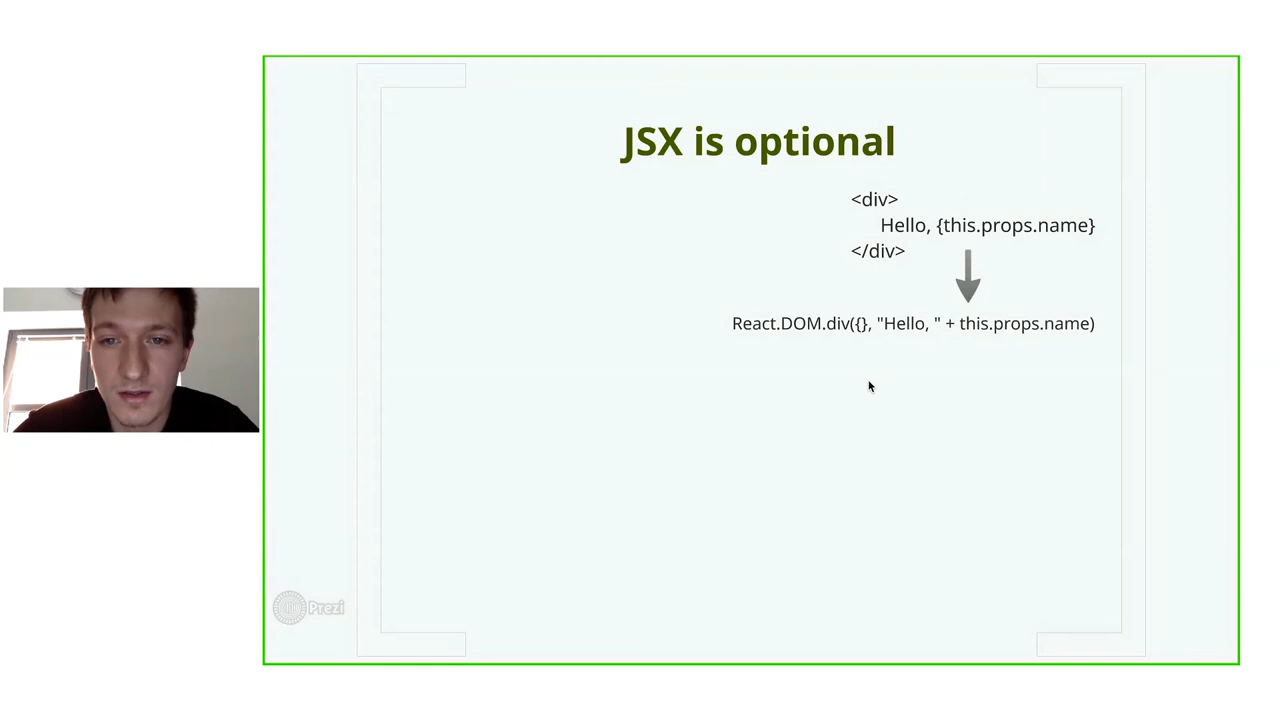 JSX is optional
<div>
Hello, {this.props.name}
</div>
React.DOM.div({}, "Hello, " + this.props.name)
Prezi